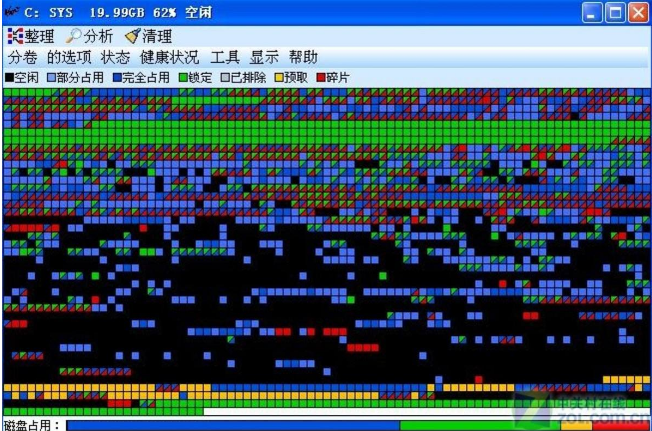 C: SYS 19.99GB 62% 空闲
整理 分析 清理
分卷 的选项 状态 健康状况 工具 显示 帮助
空闲 部分占用 完全占用 锁定 已排除 预取 碎片
磁盘占用：
zol.com.cn